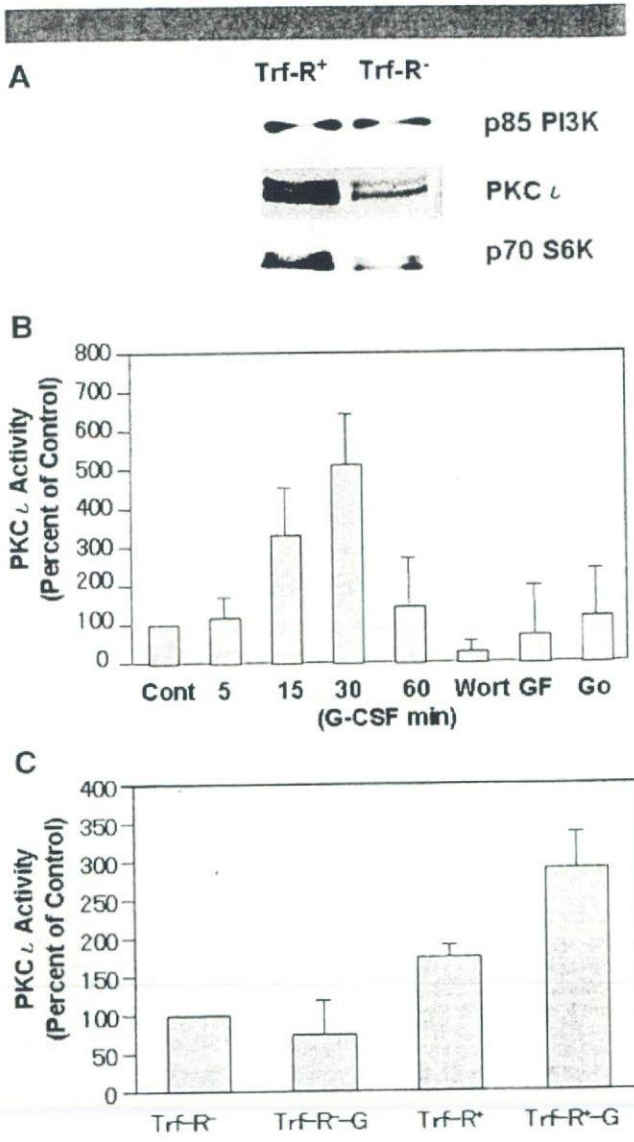 A
Trf-R⁺ Trf-R⁻
p85 PI3K
PKC ι
p70 S6K
B
PKC ι Activity
(Percent of Control)
800
700
600
500
400
300
200
100
0
Cont 5 15 30 60 Wort GF Go
(G-CSF min)
C
PKC ι Activity
(Percent of Control)
400
350
300
250
200
150
100
50
0
Trf-R⁻ Trf-R⁻-G Trf-R⁺ Trf-R⁺-G